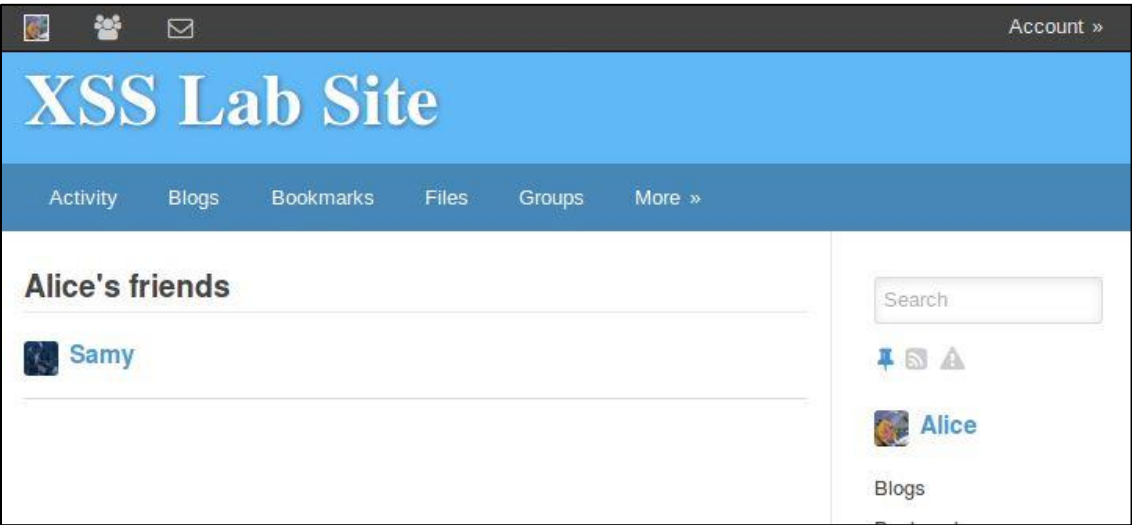 Account »
XSS Lab Site
Activity Blogs Bookmarks Files Groups More »
Alice's friends
Samy
Search
Alice
Blogs